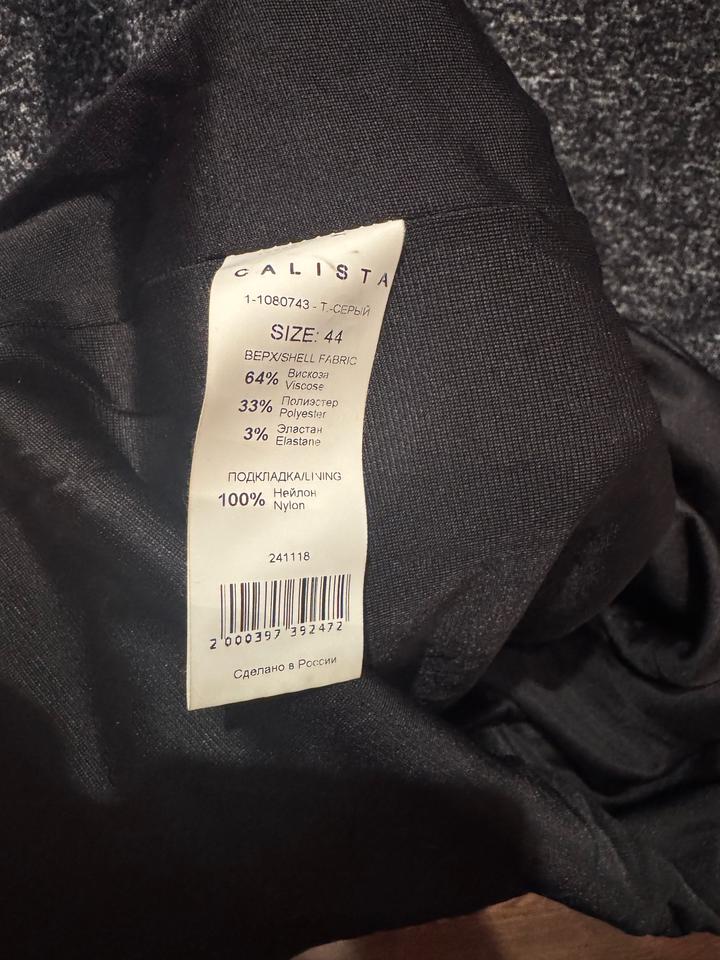 CALISTA
1-1080743 - Т.-СЕРЫЙ
SIZE: 44
ВЕРХ/SHELL FABRIC
64% Вискоза
Viscose
33% Полиэстер
Polyester
3% Эластан
Elastane
ПОДКЛАДКА/LINING
100% Нейлон
Nylon
241118
2 000397 392472
Сделано в России